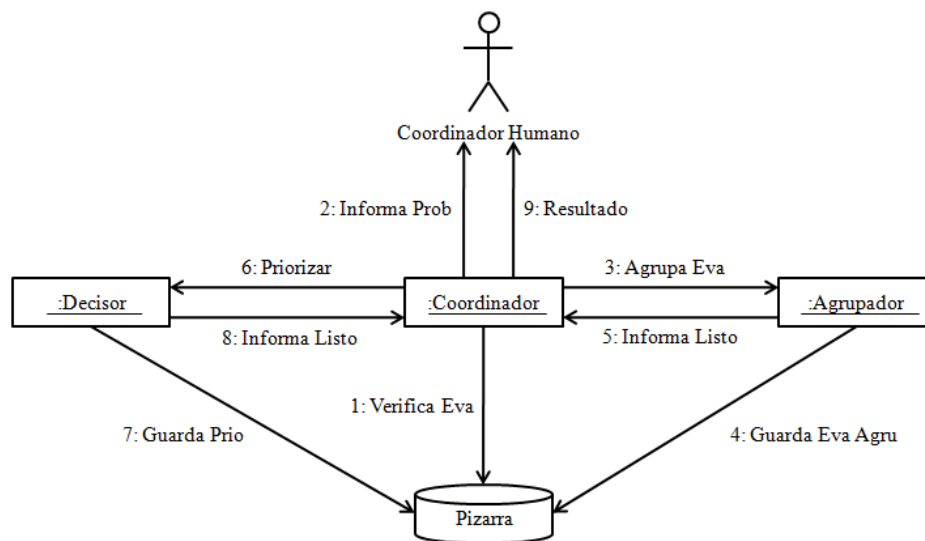 Coordinador Humano
2: Informa Prob
9: Resultado
6: Priorizar
3: Agrupa Eva
:Decisor
:Coordinador
:Agrupador
8: Informa Listo
5: Informa Listo
1: Verifica Eva
7: Guarda Prio
4: Guarda Eva Agru
Pizarra